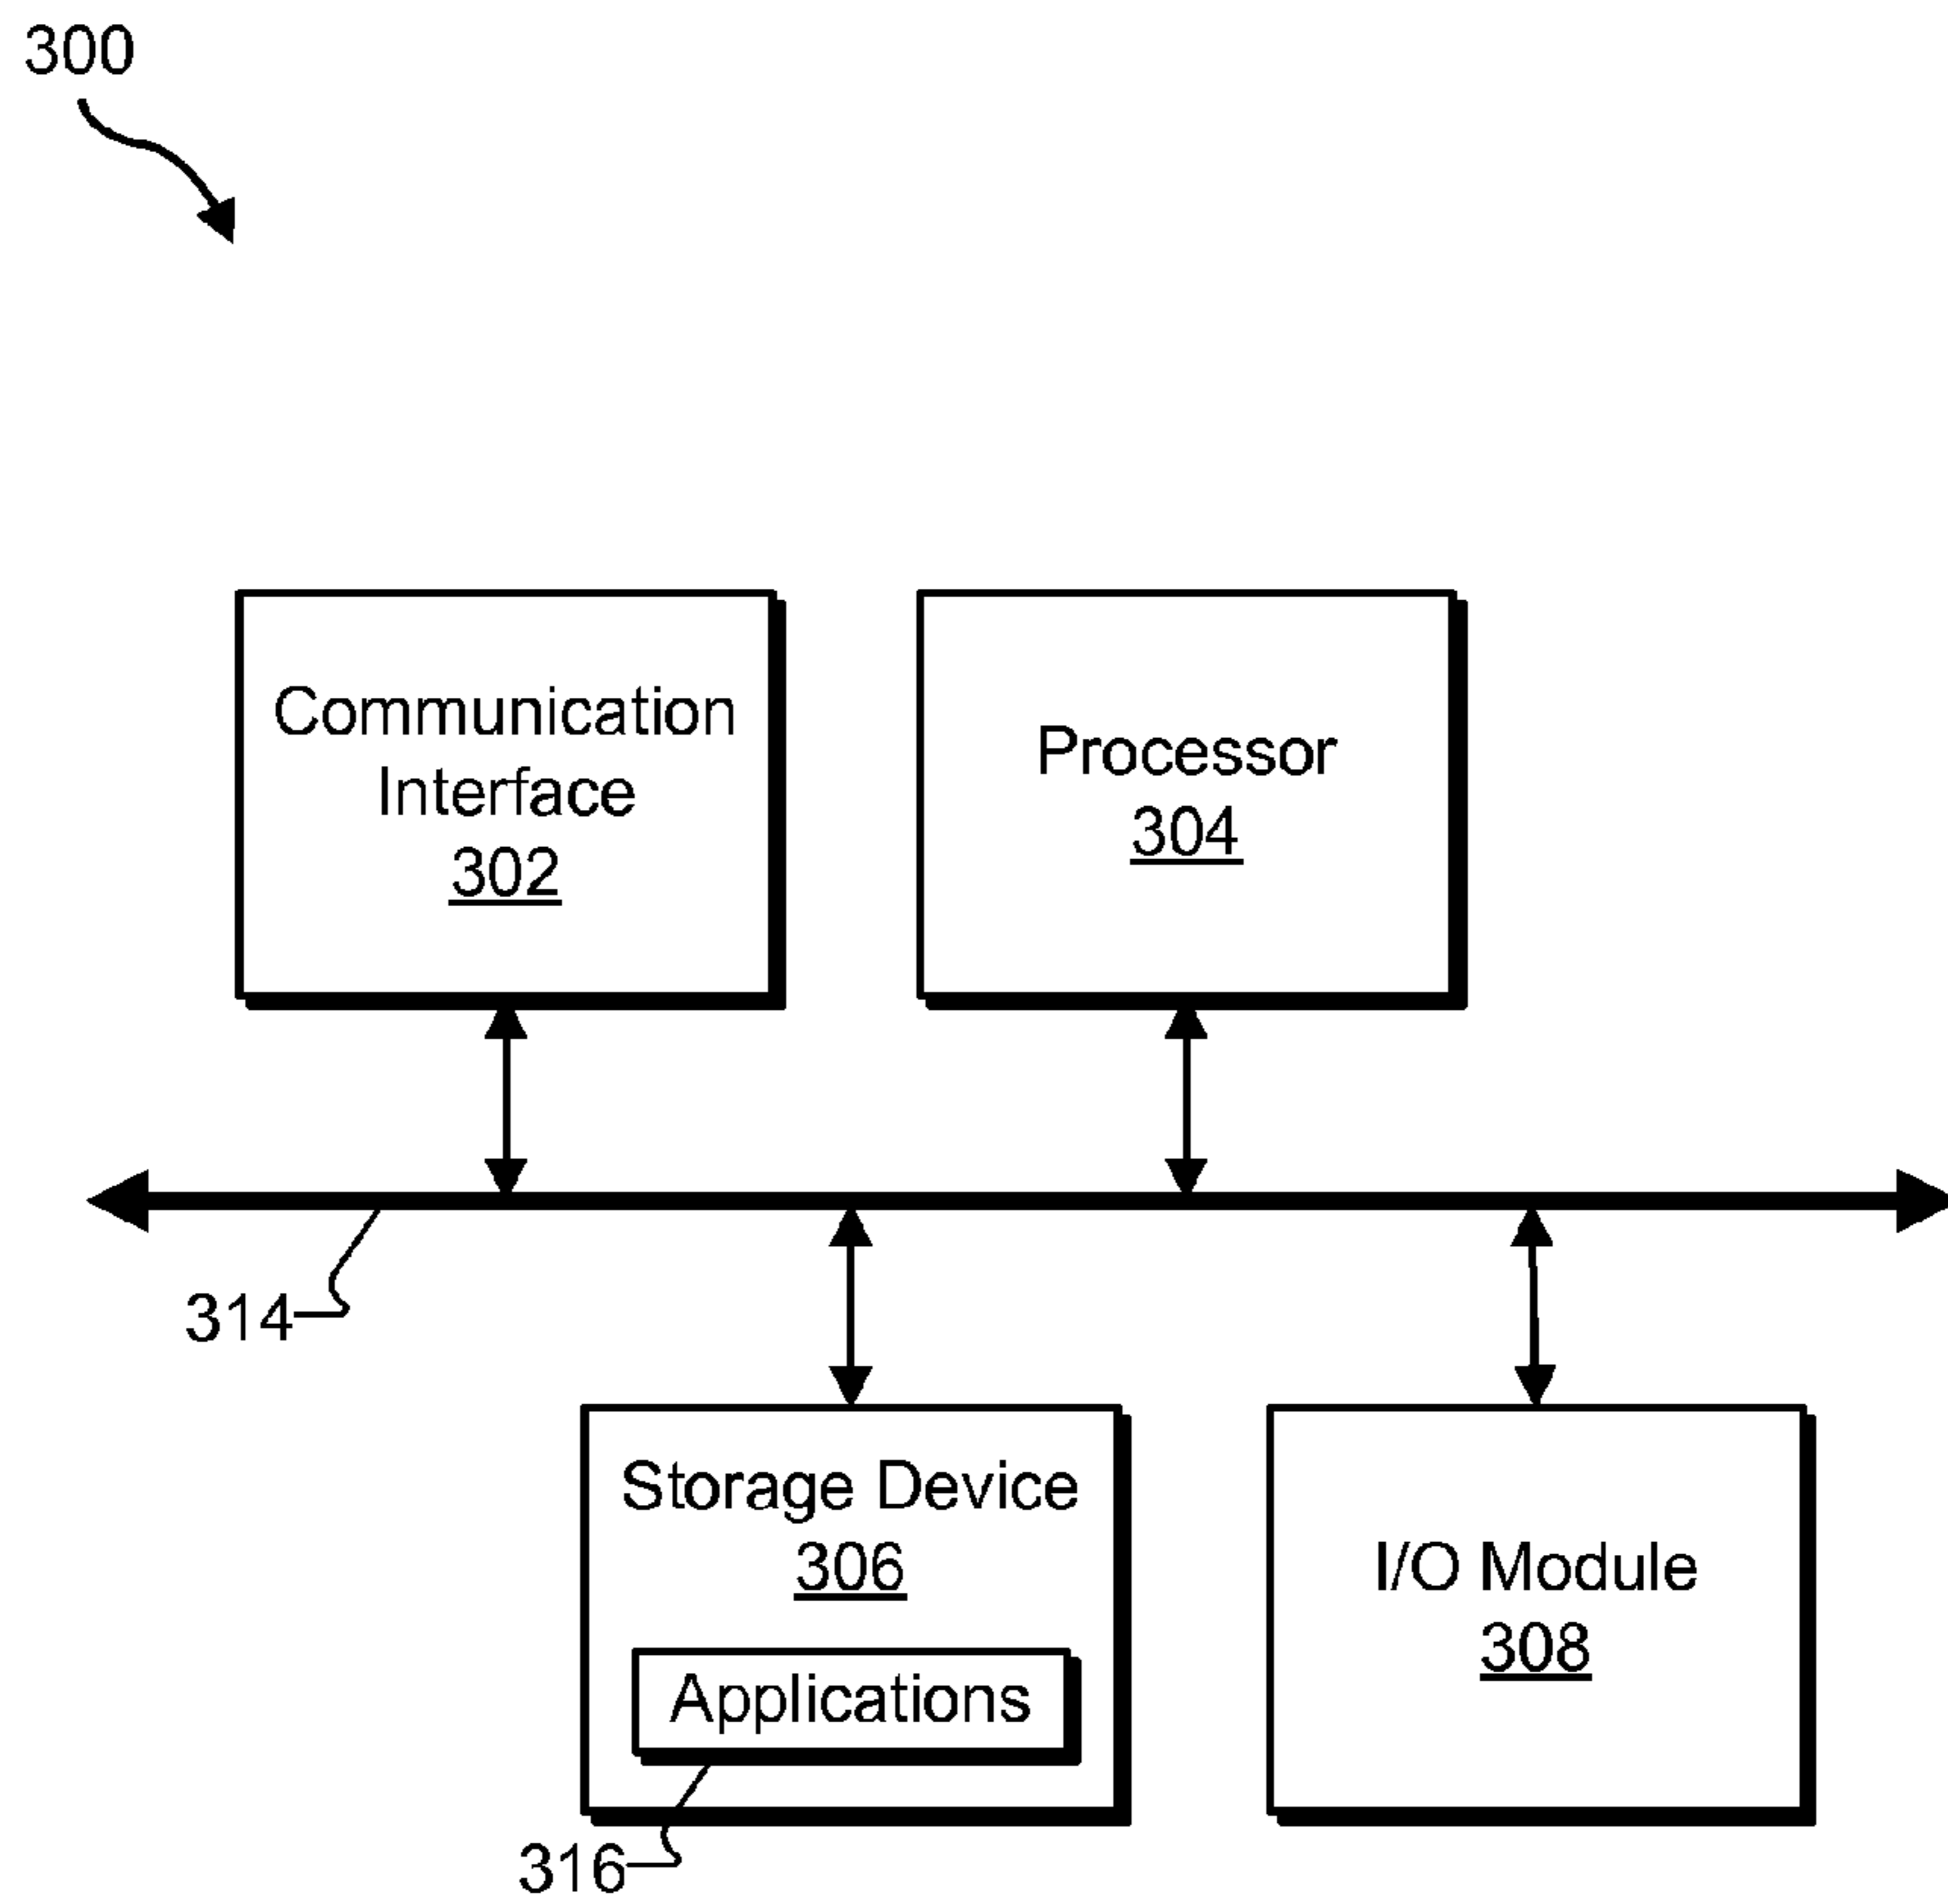 300
Communication
Interface
302
Processor
304
314
Storage Device
306
Applications
316
I/O Module
308